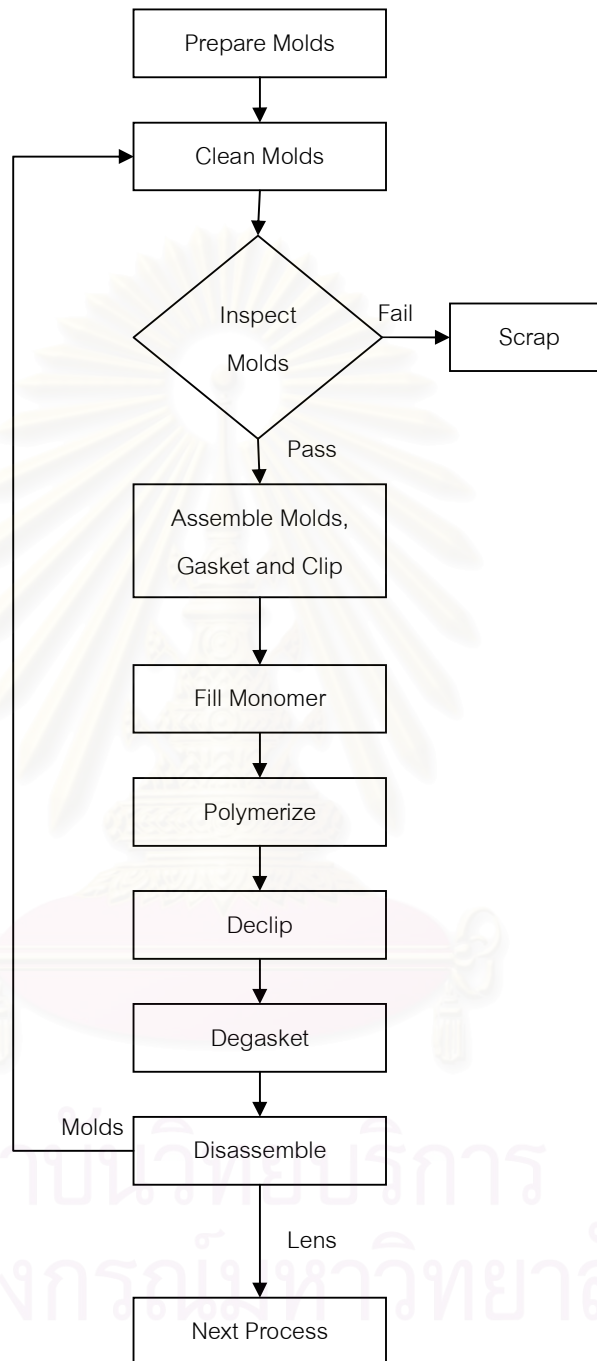 Prepare Molds
Clean Molds
Inspect
Molds
Fail
Scrap
Pass
Assemble Molds,
Gasket and Clip
Fill Monomer
Polymerize
Declip
Degasket
Molds
Disassemble
Lens
Next Process